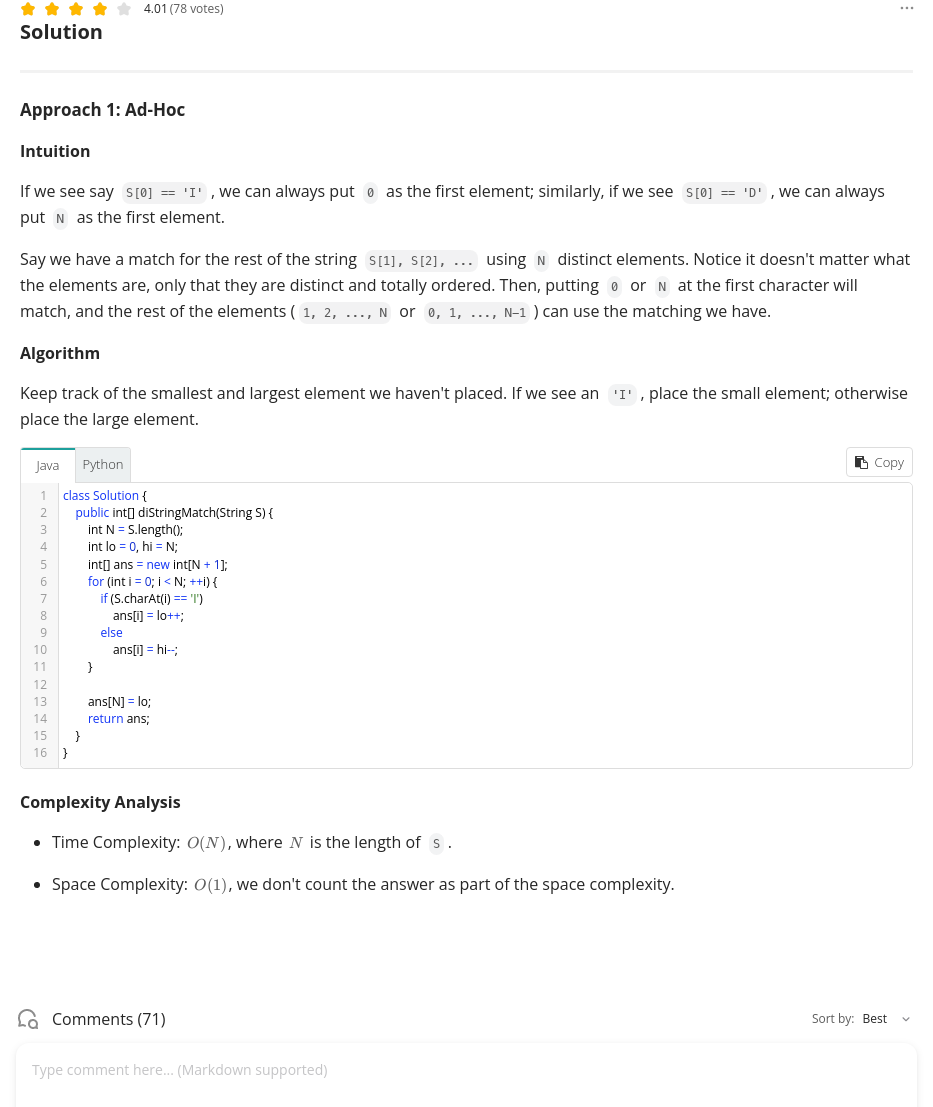 4.01 (78 votes)
Solution
Approach 1: Ad-Hoc
Intuition
If we see say S[0] == 'I' , we can always put 0 as the first element; similarly, if we see S[0] == 'D' , we can always
put N as the first element.
Say we have a match for the rest of the string S[1], S[2], ... using N distinct elements. Notice it doesn't matter what
the elements are, only that they are distinct and totally ordered. Then, putting 0 or N at the first character will
match, and the rest of the elements ( 1, 2, ..., N or 0, 1, ..., N-1 ) can use the matching we have.
Algorithm
Keep track of the smallest and largest element we haven't placed. If we see an 'I' , place the small element; otherwise
place the large element.
Java Python Copy
1 class Solution {
2 public int[] diStringMatch(String S) {
3 int N = S.length();
4 int lo = 0, hi = N;
5 int[] ans = new int[N + 1];
6 for (int i = 0; i < N; ++i) {
7 if (S.charAt(i) == 'I')
8 ans[i] = lo++;
9 else
10 ans[i] = hi--;
11 }
12
13 ans[N] = lo;
14 return ans;
15 }
16 }
Complexity Analysis
• Time Complexity: O(N), where N is the length of S .
• Space Complexity: O(1), we don't count the answer as part of the space complexity.
Comments (71) Sort by: Best
Type comment here... (Markdown supported)